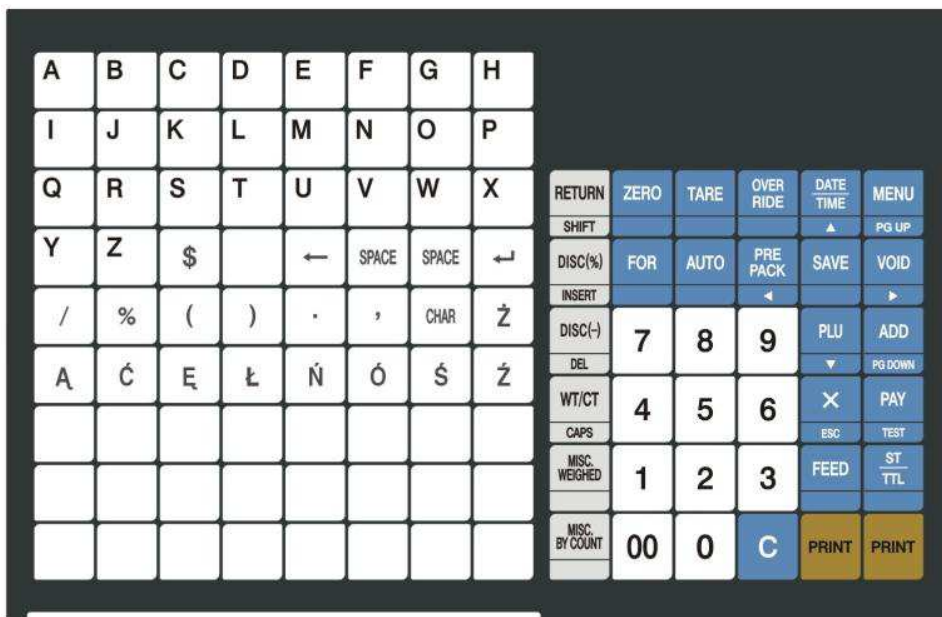 A B C D E F G H
I J K L M N O P
Q R S T U V W X
Y Z $ ← SPACE SPACE ↵
/ % ( ) . , CHAR Ż
Ą Ć Ę Ł Ń Ó Ś Ź
RETURN ZERO TARE OVER RIDE DATE TIME MENU
SHIFT ▲ PG UP
DISC(%) FOR AUTO PRE PACK SAVE VOID
INSERT ◀ ▶
DISC(-) 7 8 9 PLU ADD
DEL ▼ PG DOWN
WT/CT 4 5 6 × PAY
CAPS ESC TEST
MISC. WEIGHED 1 2 3 FEED ST TTL
MISC. BY COUNT 00 0 C PRINT PRINT